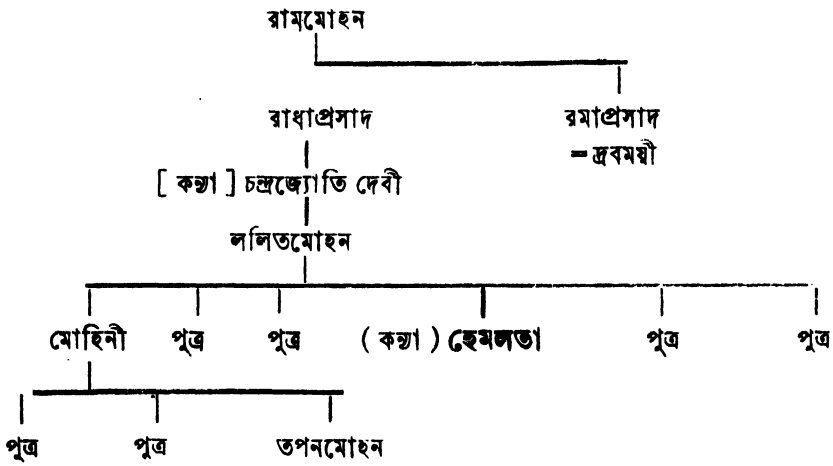 রামমোহন
রাধাপ্রসাদ রমাপ্রসাদ
= দ্রবময়ী
[ কন্যা ] চন্দ্রজ্যোতি দেবী
ললিতমোহন
মোহিনী পুত্র পুত্র ( কন্যা ) হেমলতা পুত্র পুত্র
পুত্র পুত্র তপনমোহন